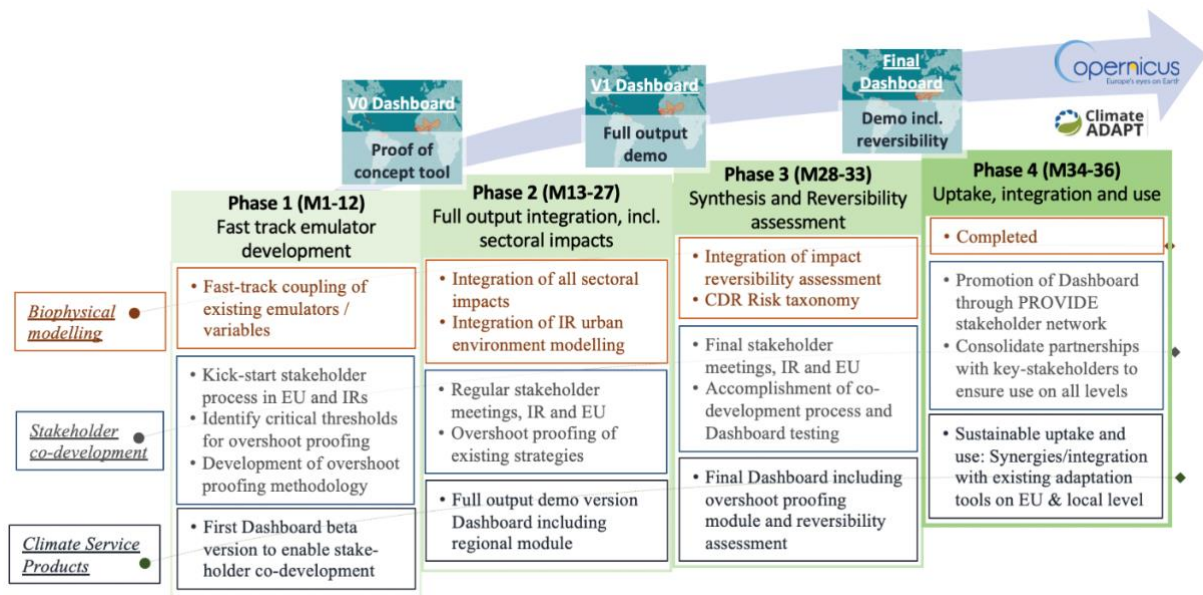 V0 Dashboard
Proof of
concept tool
V1 Dashboard
Full output
demo
Final
Dashboard
Demo incl.
reversibility
opernicus
Europe's eyes on Earth
Climate
ADAPT
Phase 1 (M1-12)
Fast track emulator
development
Phase 2 (M13-27)
Full output integration, incl.
sectoral impacts
Phase 3 (M28-33)
Synthesis and Reversibility
assessment
Phase 4 (M34-36)
Uptake, integration and use
Biophysical
modelling
• Fast-track coupling of
existing emulators /
variables
• Integration of all sectoral
impacts
• Integration of IR urban
environment modelling
• Integration of impact
reversibility assessment
• CDR Risk taxonomy
• Completed
Stakeholder
co-development
• Kick-start stakeholder
process in EU and IRs
• Identify critical thresholds
for overshoot proofing
• Development of overshoot
proofing methodology
• Regular stakeholder
meetings, IR and EU
• Overshoot proofing of
existing strategies
• Final stakeholder
meetings, IR and EU
• Accomplishment of co-
development process and
Dashboard testing
• Promotion of Dashboard
through PROVIDE
stakeholder network
• Consolidate partnerships
with key-stakeholders to
ensure use on all levels
Climate Service
Products
• First Dashboard beta
version to enable stake-
holder co-development
• Full output demo version
Dashboard including
regional module
• Final Dashboard including
overshoot proofing
module and reversibility
assessment
• Sustainable uptake and
use: Synergies/integration
with existing adaptation
tools on EU & local level